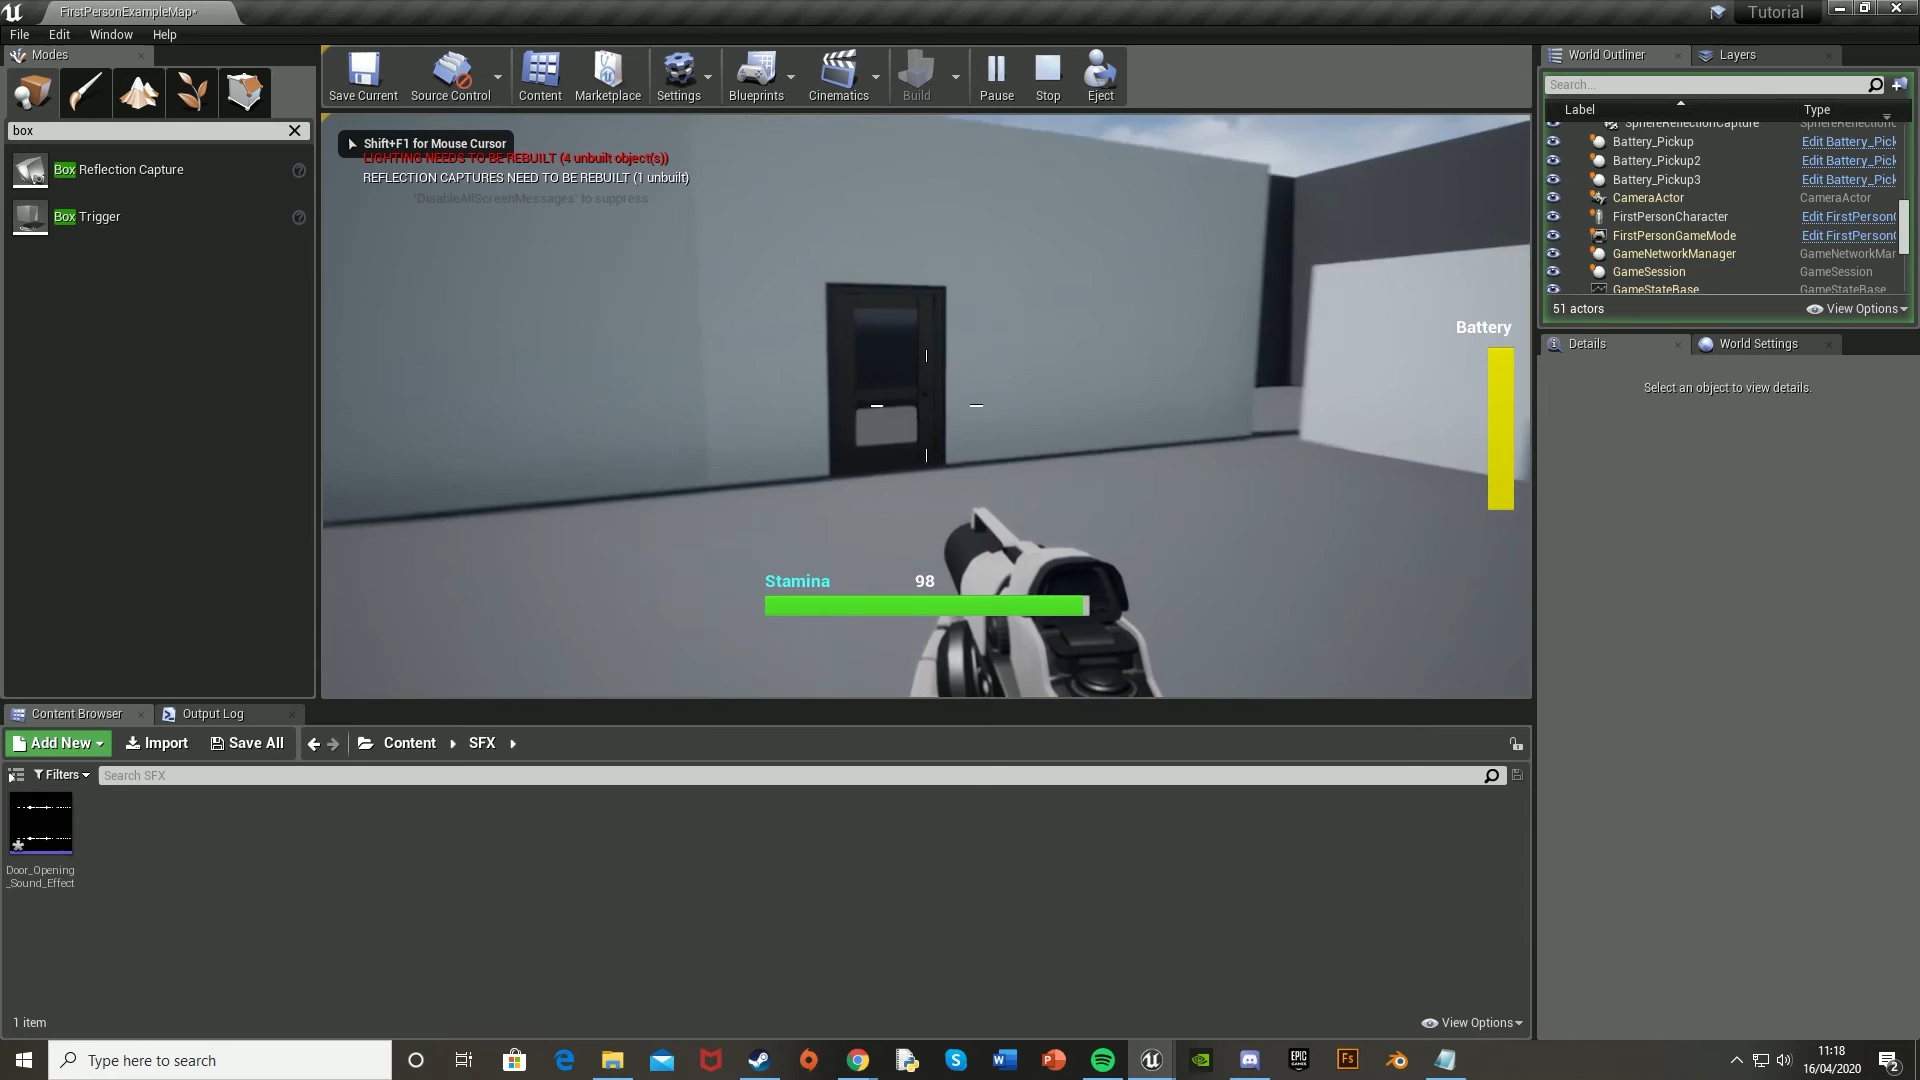 FirstPersonExampleMap*
Tutorial
File Edit Window Help
Modes
World Outliner
Layers
Save Current
Source Control
Content
Marketplace
Settings
Blueprints
Cinematics
Build
Pause
Stop
Eject
Search...
Label
Type
box
Shift+F1 for Mouse Cursor
LIGHTING NEEDS TO BE REBUILT (4 unbuilt object(s))
REFLECTION CAPTURES NEED TO BE REBUILT (1 unbuilt)
'DisableAllScreenMessages' to suppress
Box Reflection Capture
Box Trigger
SphereReflectionCapture
Battery_Pickup Edit Battery_Pick
Battery_Pickup2 Edit Battery_Pick
Battery_Pickup3 Edit Battery_Pick
CameraActor CameraActor
FirstPersonCharacter Edit FirstPerson
FirstPersonGameMode Edit FirstPerson
GameNetworkManager GameNetworkMar
GameSession GameSession
GameStateBase GameStateBase
51 actors
View Options
Battery
Details
World Settings
Select an object to view details.
Stamina 98
Content Browser
Output Log
Add New
Import
Save All
Content
SFX
Filters
Search SFX
Door_Opening
_Sound_Effect
1 item
View Options
Type here to search
11:18
16/04/2020
2